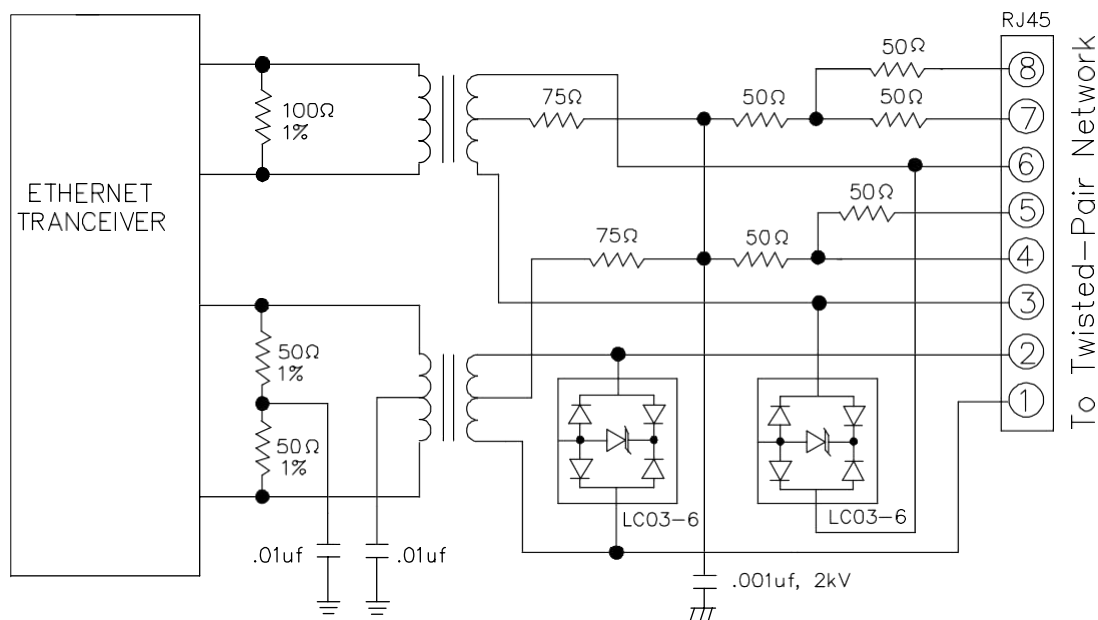 RJ45
50Ω
8
75Ω
50Ω
50Ω
7
100Ω
1%
6
ETHERNET
TRANCEIVER
50Ω
5
75Ω
50Ω
4
3
50Ω
1%
2
1
50Ω
1%
LC03-6
LC03-6
.01uf
.01uf
.001uf, 2kV
To Twisted-Pair Network